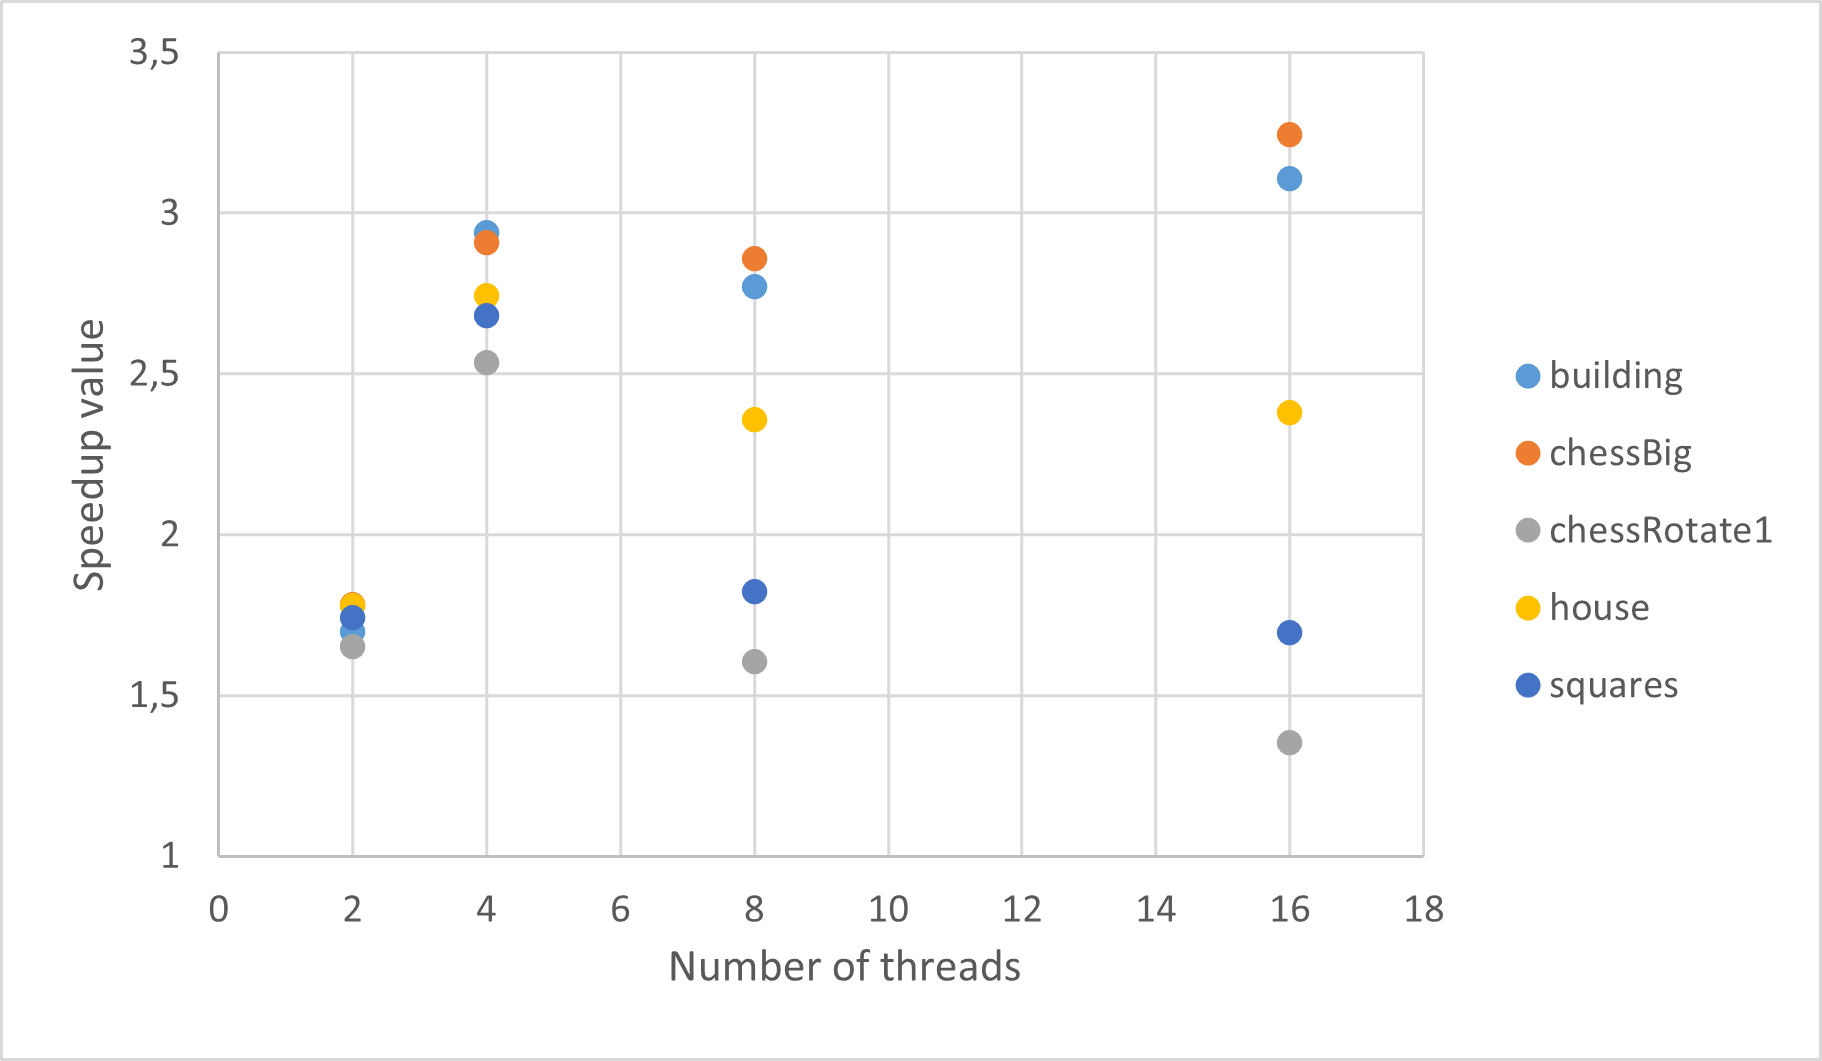 3,5
3
2,5
2
1,5
1
0 2 4 6 8 10 12 14 16 18
Speedup value
Number of threads
building
chessBig
chessRotate1
house
squares